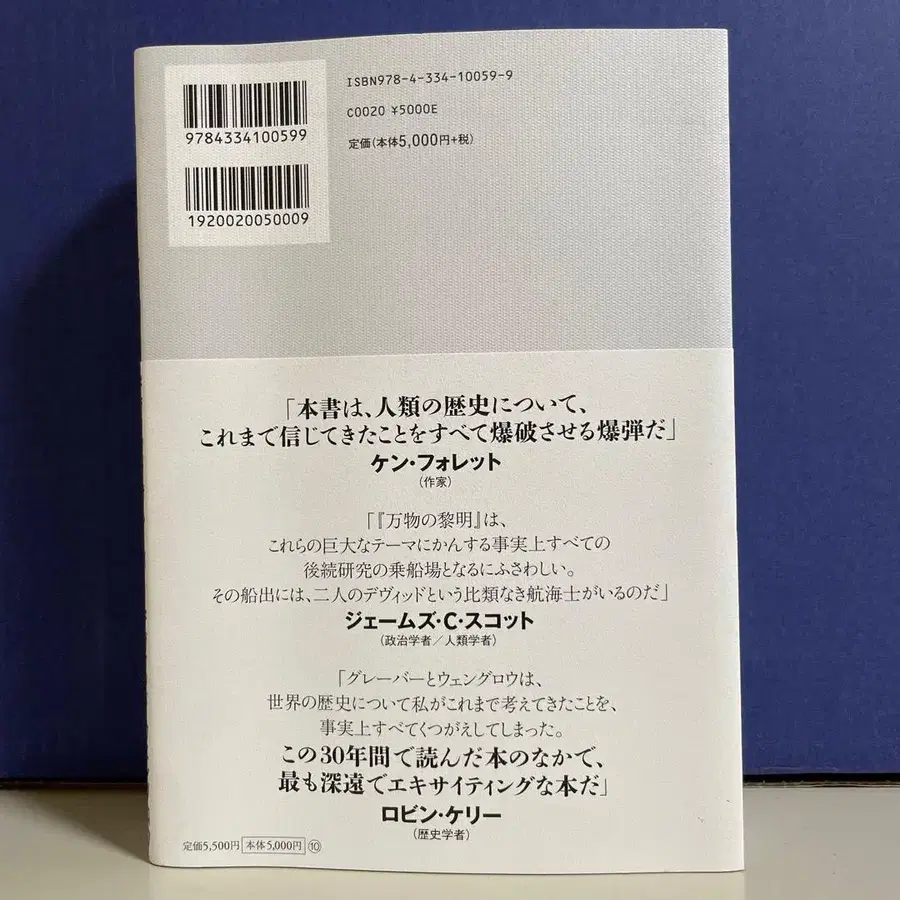 ISBN978-4-334-10059-9
C0020 ¥5000E
定価(本体5,000円+税)
9784334100599
1920020050009
「本書は、人類の歴史について、
これまで信じてきたことをすべて爆破させる爆弾だ」
ケン・フォレット
(作家)
「『万物の黎明』は、
これらの巨大なテーマにかんする事実上すべての
後続研究の乗船場となるにふさわしい。
その船出には、二人のデヴィッドという比類なき航海士がいるのだ」
ジェームズ・C・スコット
(政治学者/人類学者)
「グレーバーとウェングロウは、
世界の歴史について私がこれまで考えてきたことを、
事実上すべてくつがえしてしまった。
この30年間で読んだ本のなかで、
最も深遠でエキサイティングな本だ」
ロビン・ケリー
(歴史学者)
定価5,500円 本体5,000円 ⑩